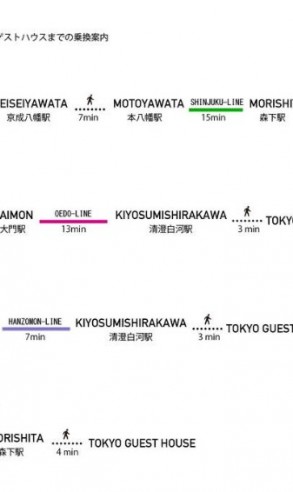 ゲストハウスまでの乗換案内
EISEIYAWATA MOTOYAWATA SHINJUKU-LINE MORISHI
京成八幡駅 7min 本八幡駅 15min 森下駅
AIMON OEDO-LINE KIYOSUMISHIRAKAWA TOKYO
大門駅 13min 清澄白河駅 3 min
HANZOMON-LINE KIYOSUMISHIRAKAWA TOKYO GUEST
7min 清澄白河駅 3 min
ORISHITA TOKYO GUEST HOUSE
森下駅 4 min